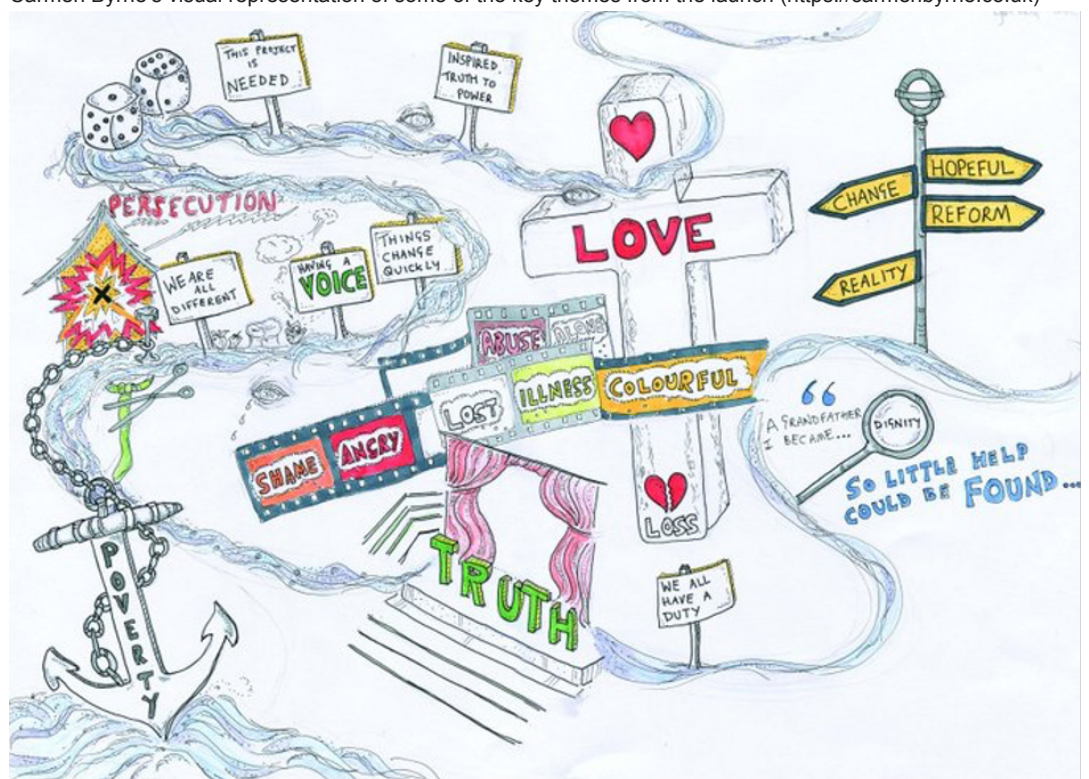 Carmen Byrne's visual representation of some of the key themes from the launch (https://carmenbyrne.co.uk)
THIS PROJECT
IS
NEEDED...
INSPIRED.
TRUTH TO
POWER
PERSECUTION
WE ARE
ALL
DIFFERENT
HAVING A
VOICE
THINGS
CHANGE
QUICKLY...
LOVE
CHANGE
HOPEFUL
REFORM
REALITY
ABUSE
ALONE
LOST
ILLNESS
COLOURFUL
SHAME
ANGRY
“
A GRANDFATHER
I BECAME...
DIGNITY
SO LITTLE HELP
COULD BE FOUND...
LOSS
POVERTY
TRUTH
WE ALL
HAVE A
DUTY